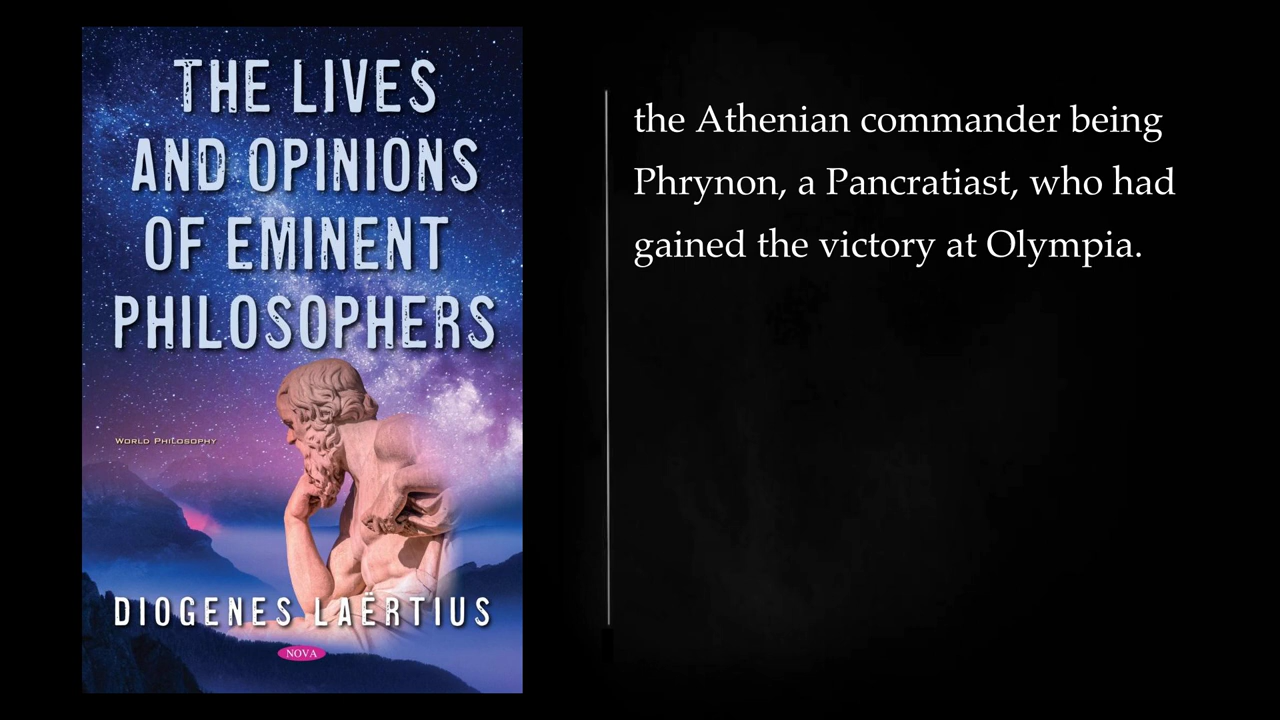 THE LIVES
AND OPINIONS
OF EMINENT
PHILOSOPHERS
WORLD PHILOSOPHY
DIOGENES LAËRTIUS
NOVA
the Athenian commander being
Phrynon, a Pancratiast, who had
gained the victory at Olympia.